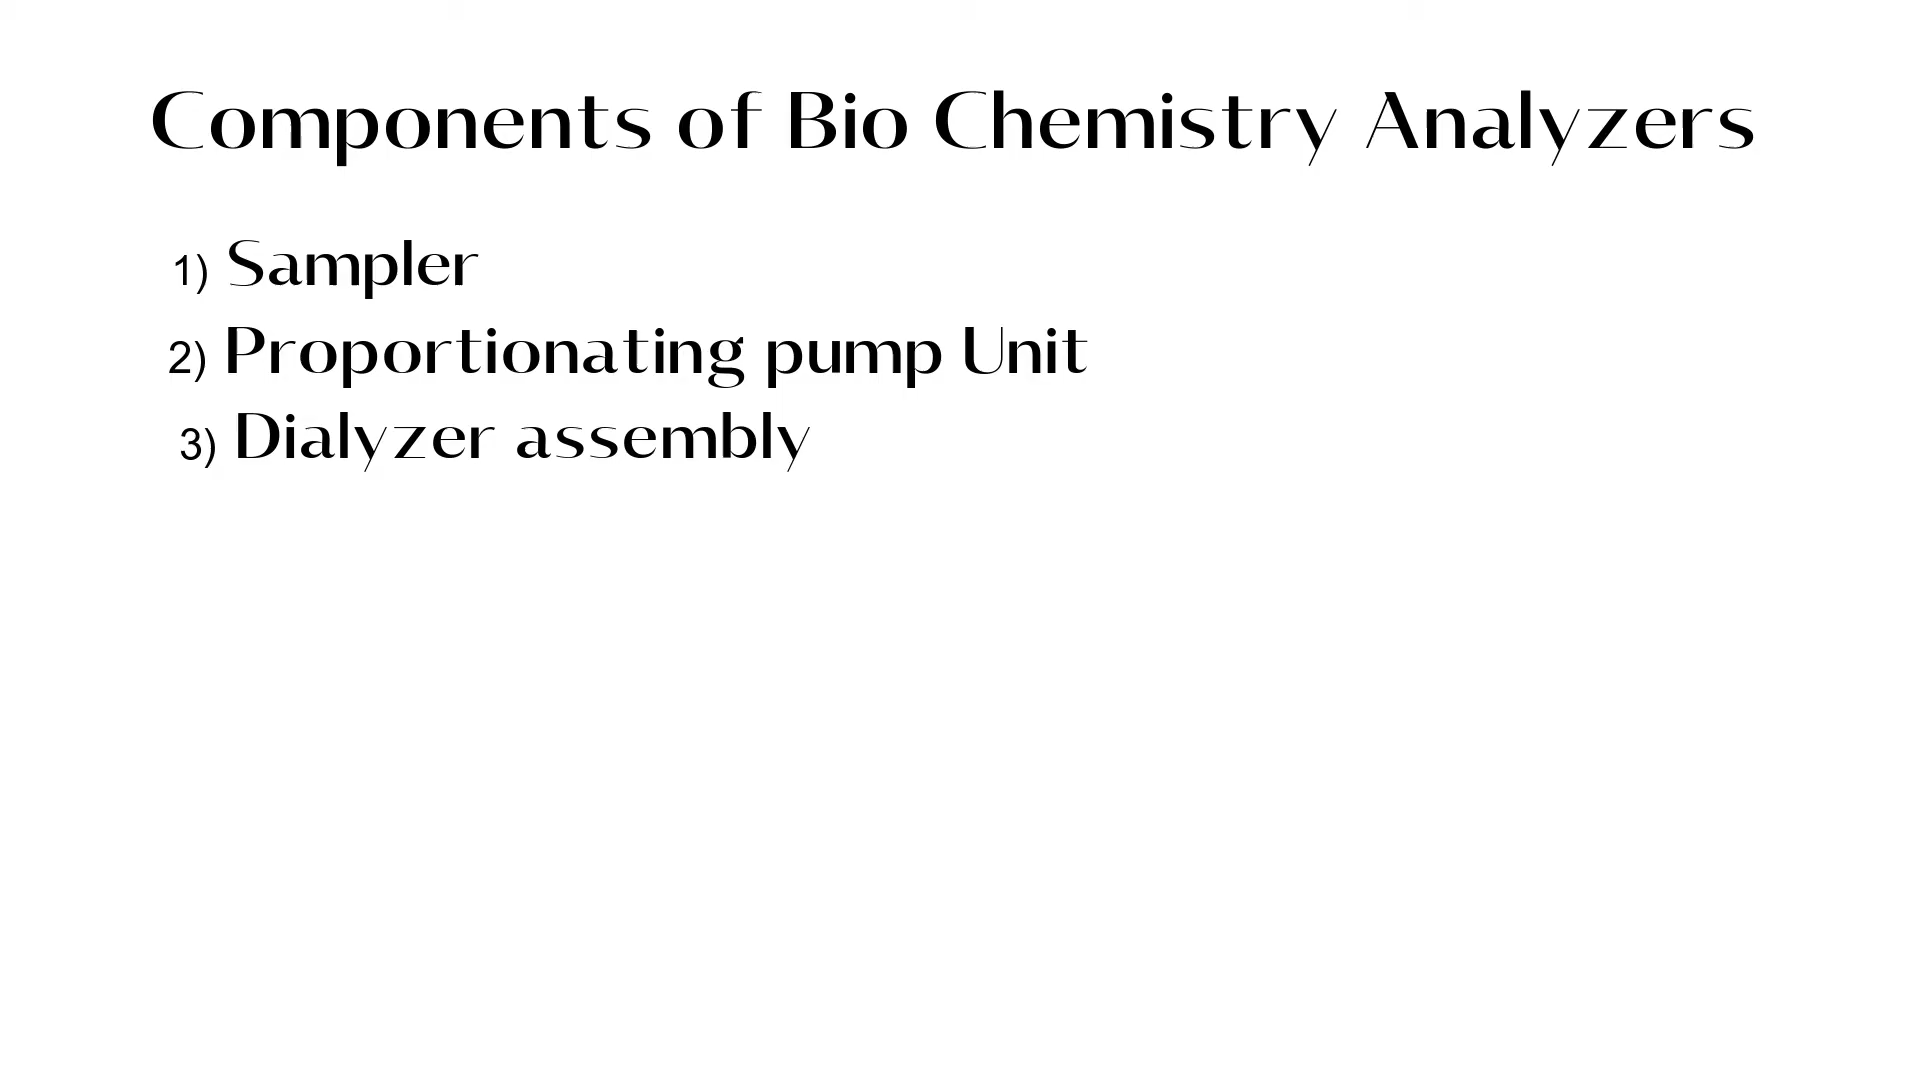 Components of Bio Chemistry Analyzers
1) Sampler
2) Proportionating pump Unit
3) Dialyzer assembly